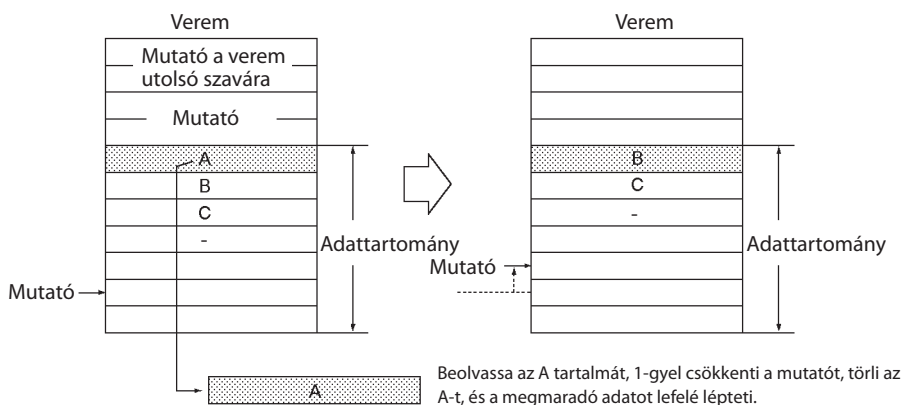 Verem
Mutató a verem
utolsó szavára
Mutató
A
B
C
-
Adattartomány
Mutató
A
Verem
B
C
-
Adattartomány
Mutató
Beolvassa az A tartalmát, 1-gyel csökkenti a mutatót, törli az
A-t, és a megmaradó adatot lefelé lépteti.